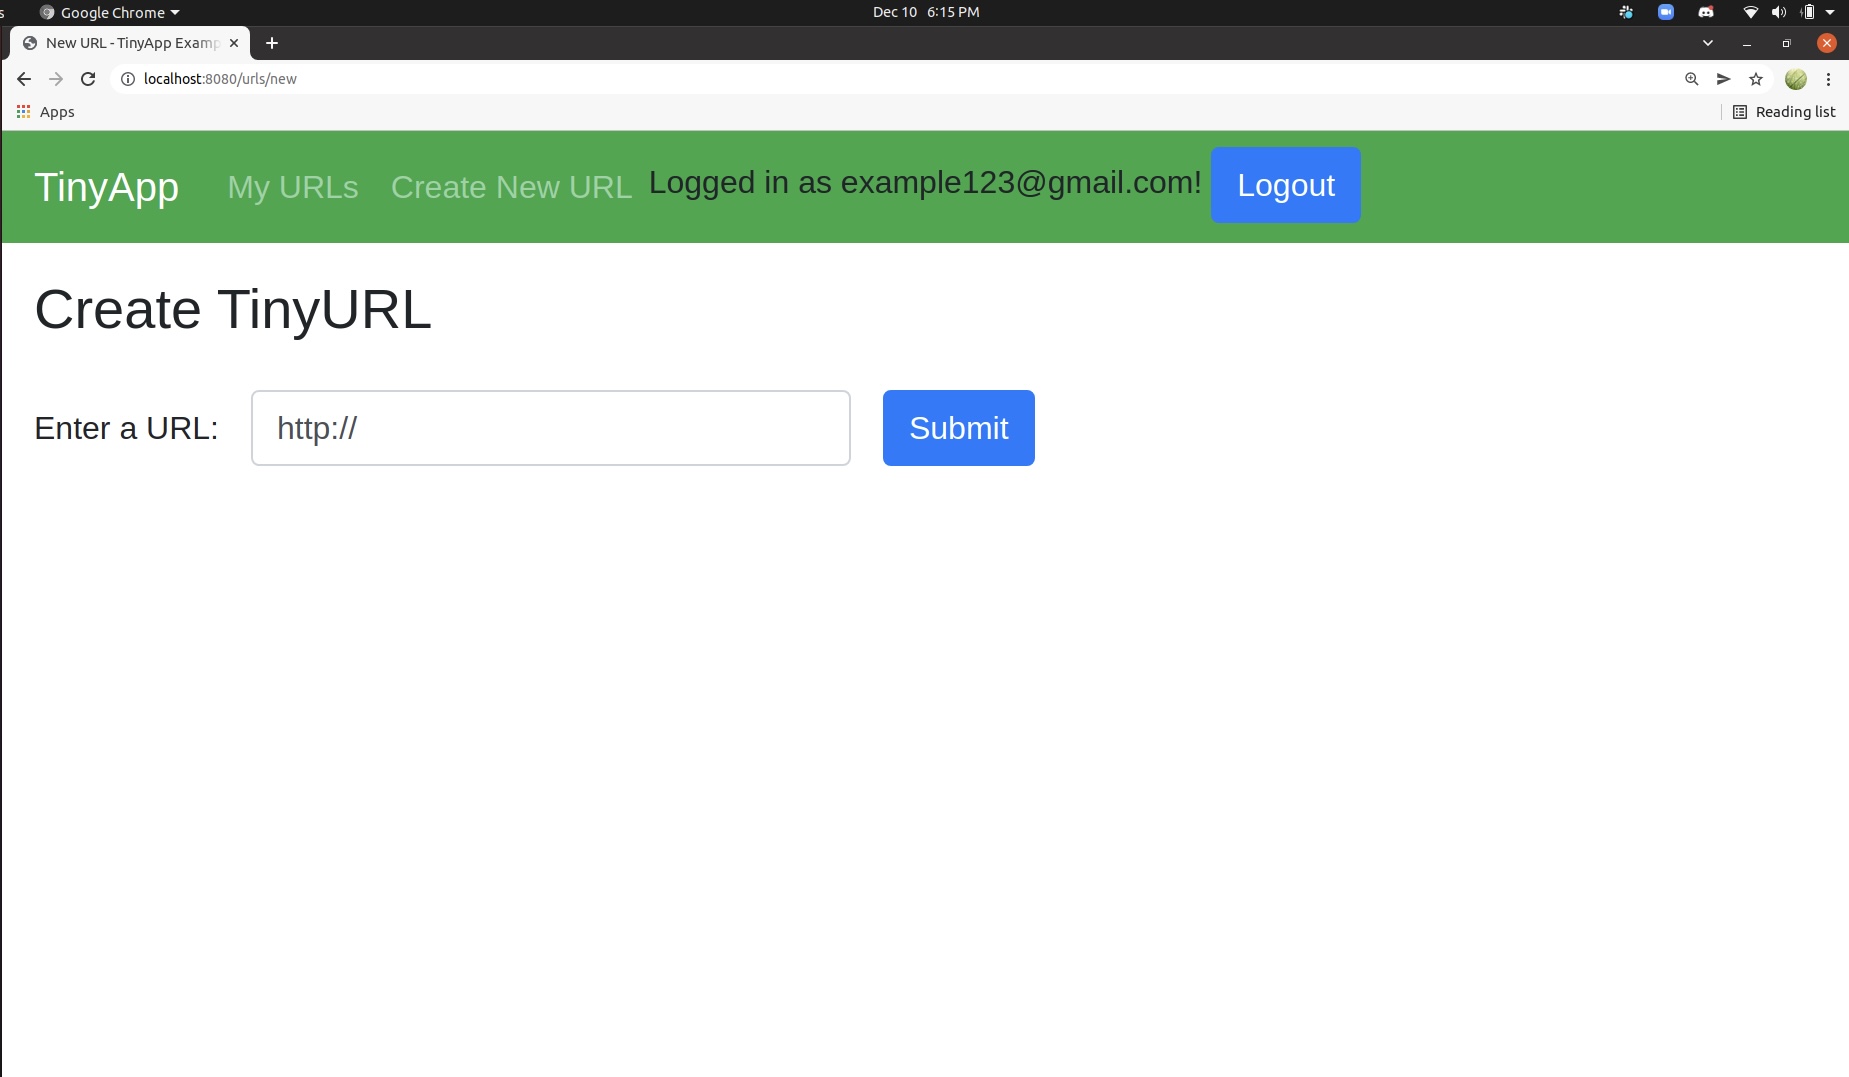 s Google Chrome Dec 10 6:15 PM
New URL - TinyApp Examp
localhost:8080/urls/new
Apps Reading list
TinyApp My URLs Create New URL Logged in as example123@gmail.com! Logout
Create TinyURL
Enter a URL: http:// Submit